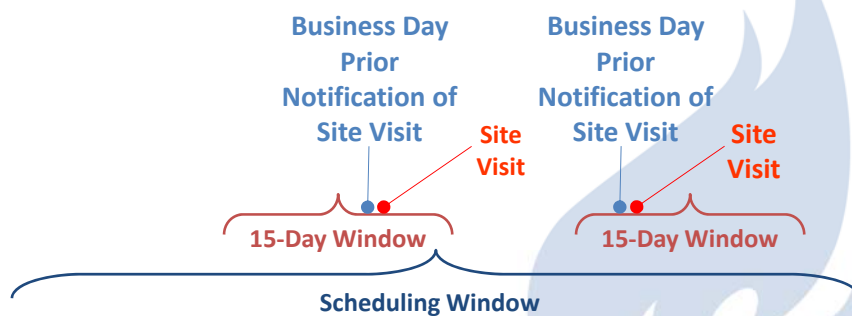 Business Day
Prior
Notification of
Site Visit
Site
Visit
15-Day Window
Business Day
Prior
Notification of
Site Visit
Site
Visit
15-Day Window
Scheduling Window